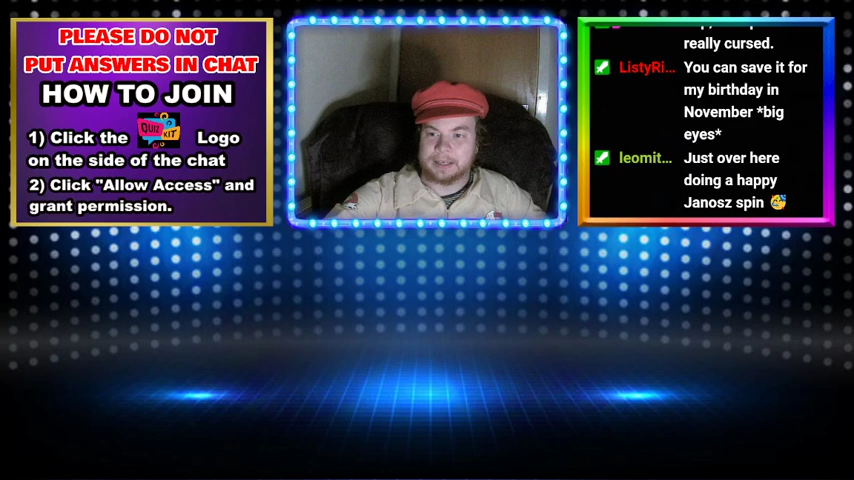 PLEASE DO NOT
PUT ANSWERS IN CHAT
HOW TO JOIN
1) Click the QUIZ KIT Logo
on the side of the chat
2) Click "Allow Access" and
grant permission.
really cursed.
ListyRi... You can save it for
my birthday in
November *big
eyes*
leomit... Just over here
doing a happy
Janosz spin 🥳